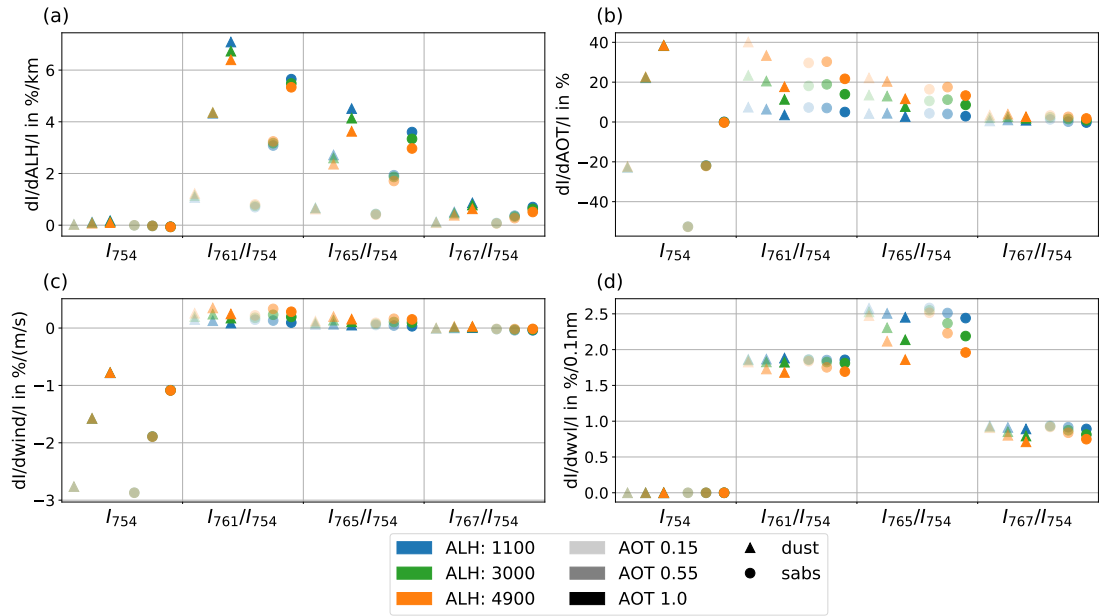 (a)
dI/dALH/I in %/km
6
4
2
0
I754
I761/I754
I765/I754
I767/I754
(b)
dI/dAOT/I in %
40
20
0
−20
−40
I754
I761/I754
I765/I754
I767/I754
(c)
dI/dwind/I in %/(m/s)
0
−1
−2
−3
I754
I761/I754
I765/I754
I767/I754
(d)
dI/dwvl/I in %/0.1nm
2.5
2.0
1.5
1.0
0.5
0.0
I754
I761/I754
I765/I754
I767/I754
ALH: 1100
ALH: 3000
ALH: 4900
AOT 0.15
AOT 0.55
AOT 1.0
dust
sabs